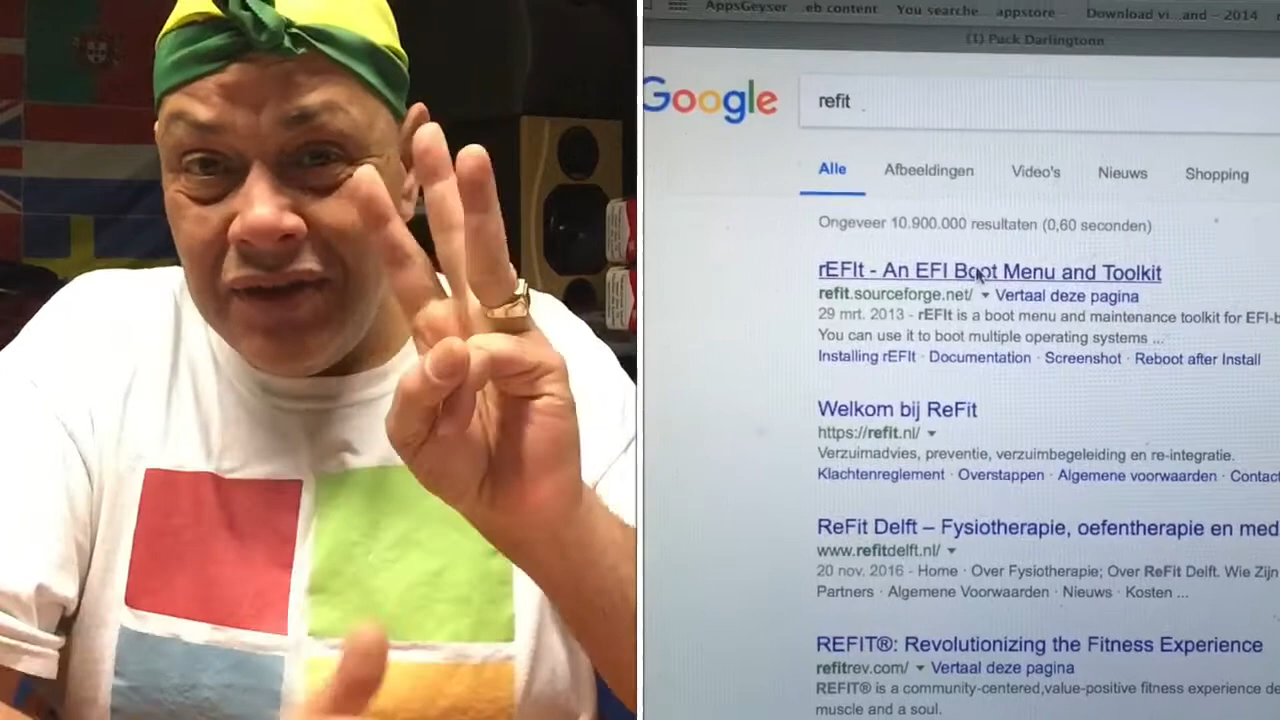 AppsGeyser
eb content
You searche...
appstore
Download vi...and – 2014
(1) Puck Darlingtonn
Google
refit
Alle
Afbeeldingen
Video's
Nieuws
Shopping
Ongeveer 10.900.000 resultaten (0,60 seconden)
rEFIt - An EFI Boot Menu and Toolkit
refit.sourceforge.net/ Vertaal deze pagina
29 mrt. 2013 - rEFIt is a boot menu and maintenance toolkit for EFI-b
You can use it to boot multiple operating systems ...
Installing rEFIt · Documentation · Screenshot · Reboot after Install
Welkom bij ReFit
https://refit.nl/
Verzuimadvies, preventie, verzuimbegeleiding en re-integratie.
Klachtenreglement · Overstappen · Algemene voorwaarden · Contact
ReFit Delft – Fysiotherapie, oefentherapie en med
www.refitdelft.nl/
20 nov. 2016 - Home · Over Fysiotherapie; Over ReFit Delft. Wie Zijn
Partners · Algemene Voorwaarden · Nieuws · Kosten ...
REFIT®: Revolutionizing the Fitness Experience
refitrev.com/ Vertaal deze pagina
REFIT® is a community-centered,value-positive fitness experience de
muscle and a soul.